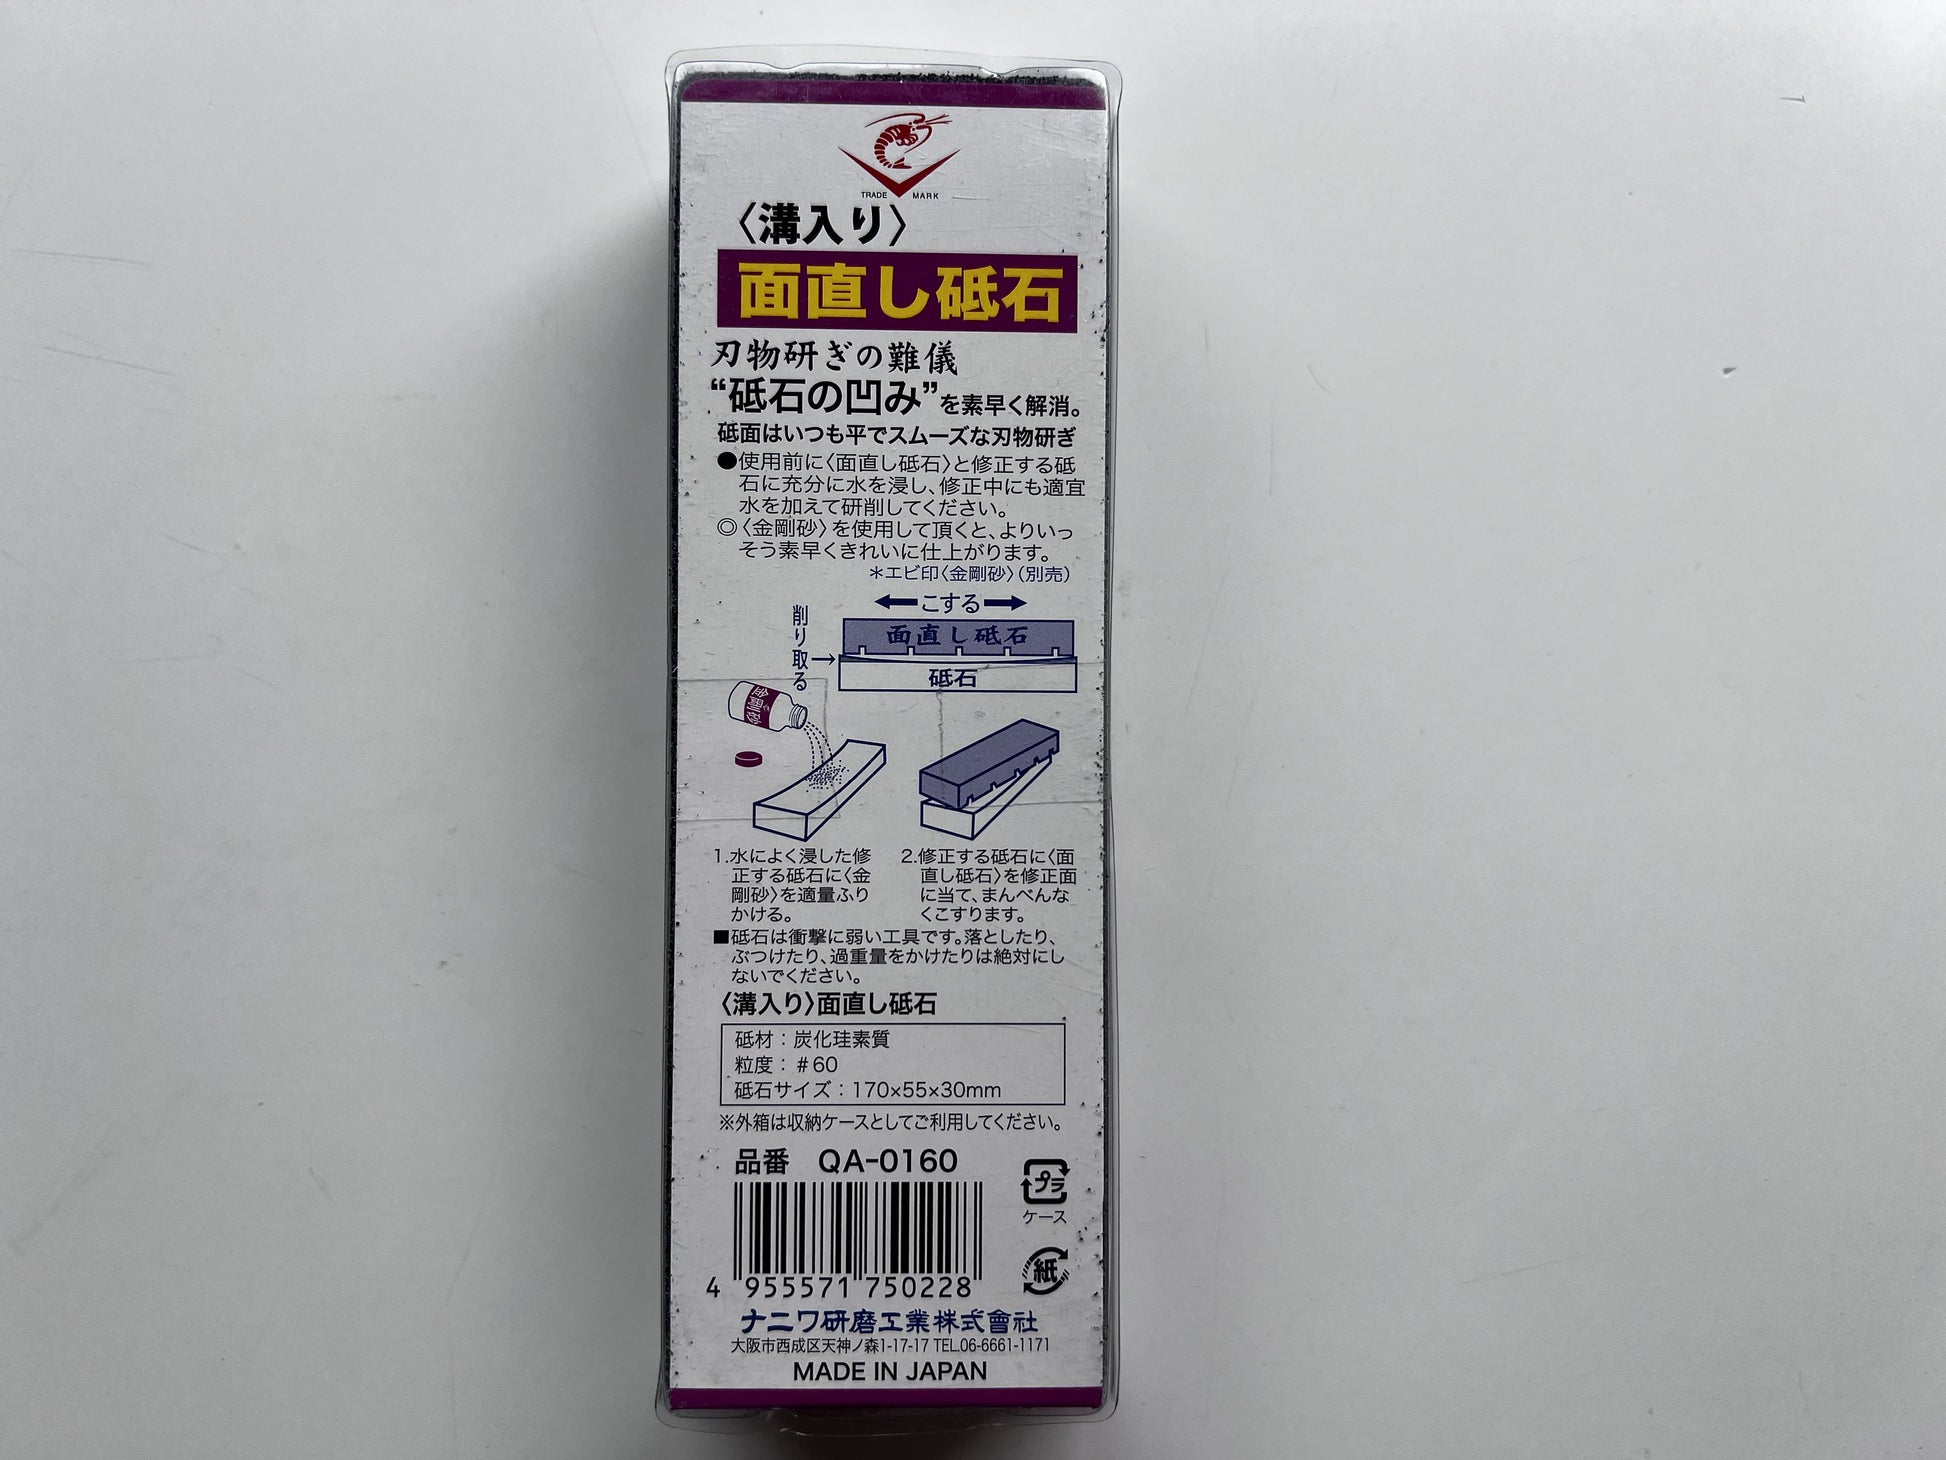 TRADE MARK
〈溝入り〉
面直し砥石
刃物研ぎの難儀
“砥石の凹み”を素早く解消。
砥面はいつも平でスムーズな刃物研ぎ
●使用前に〈面直し砥石〉と修正する砥
石に充分に水を浸し、修正中にも適宜
水を加えて研削してください。
◎〈金剛砂〉を使用して頂くと、よりいっ
そう素早くきれいに仕上がります。
＊エビ印〈金剛砂〉（別売）
こする
削り取る
面直し砥石
砥石
金剛砂
1.水によく浸した修
正する砥石に〈金
剛砂〉を適量ふり
かける。
2.修正する砥石に〈面
直し砥石〉を修正面
に当て、まんべんな
くこすります。
■砥石は衝撃に弱い工具です。落としたり、
ぶつけたり、過重量をかけたりは絶対にし
ないでください。
〈溝入り〉面直し砥石
砥材：炭化珪素質
粒度：＃60
砥石サイズ：170×55×30mm
※外箱は収納ケースとしてご利用してください。
品番 QA-0160
プラ
ケース
紙
4 955571 750228
ナニワ研磨工業株式會社
大阪市西成区天神ノ森1-17-17 TEL.06-6661-1171
MADE IN JAPAN